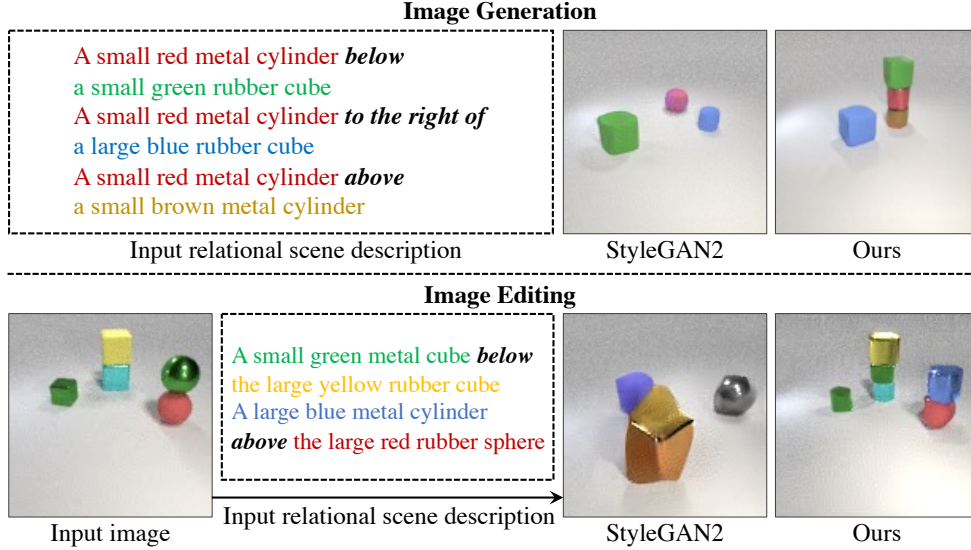 Image Generation
A small red metal cylinder below
a small green rubber cube
A small red metal cylinder to the right of
a large blue rubber cube
A small red metal cylinder above
a small brown metal cylinder
Input relational scene description
StyleGAN2
Ours
Image Editing
A small green metal cube below
the large yellow rubber cube
A large blue metal cylinder
above the large red rubber sphere
Input image
Input relational scene description
StyleGAN2
Ours